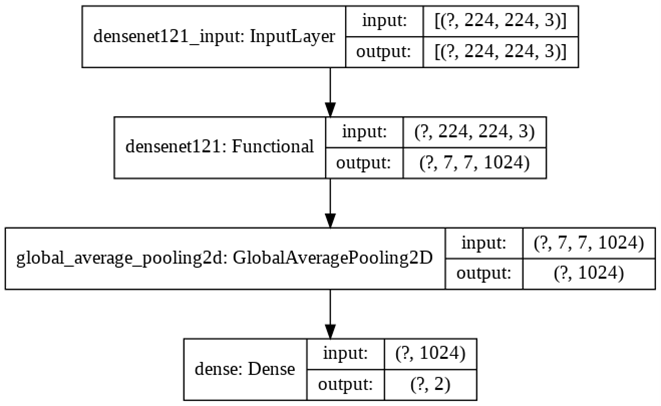 densenet121_input: InputLayer
input:
[(?, 224, 224, 3)]
output:
[(?, 224, 224, 3)]
densenet121: Functional
input:
(?, 224, 224, 3)
output:
(?, 7, 7, 1024)
global_average_pooling2d: GlobalAveragePooling2D
input:
(?, 7, 7, 1024)
output:
(?, 1024)
dense: Dense
input:
(?, 1024)
output:
(?, 2)